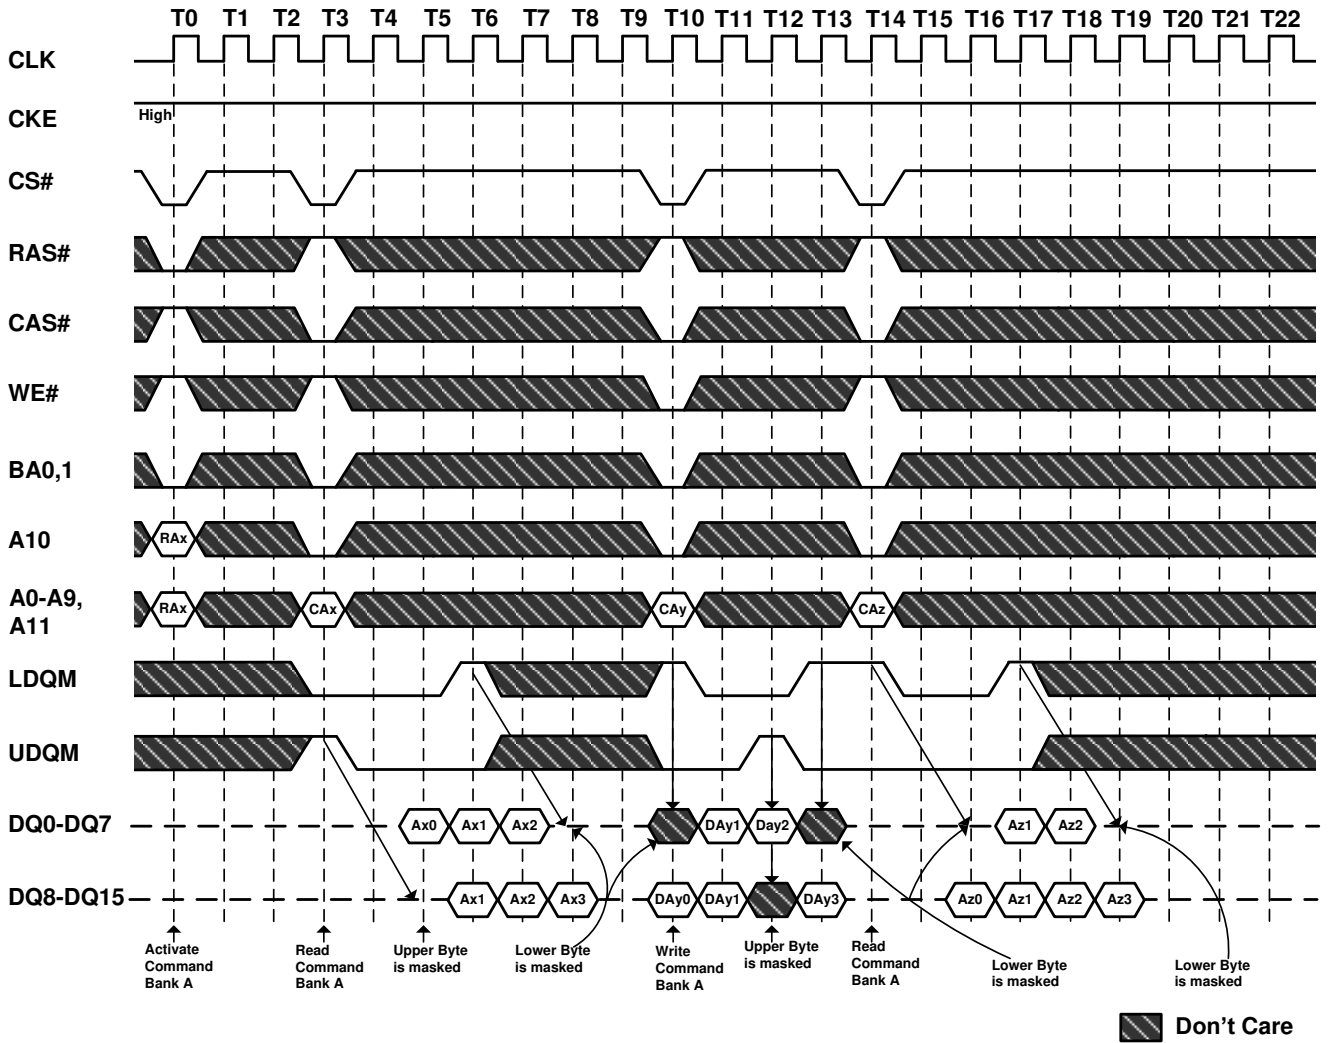 T0 T1 T2 T3 T4 T5 T6 T7 T8 T9 T10 T11 T12 T13 T14 T15 T16 T17 T18 T19 T20 T21 T22
CLK
CKE
High
CS#
RAS#
CAS#
WE#
BA0,1
A10
RAx
A0-A9,
A11
RAx CAx CAy CAz
LDQM
UDQM
DQ0-DQ7
Ax0 Ax1 Ax2 DAy1 Day2 Az1 Az2
DQ8-DQ15
Ax1 Ax2 Ax3 DAy0 DAy1 DAy3 Az0 Az1 Az2 Az3
Activate
Command
Bank A
Read
Command
Bank A
Upper Byte
is masked
Lower Byte
is masked
Write
Command
Bank A
Upper Byte
is masked
Read
Command
Bank A
Lower Byte
is masked
Lower Byte
is masked
Don't Care